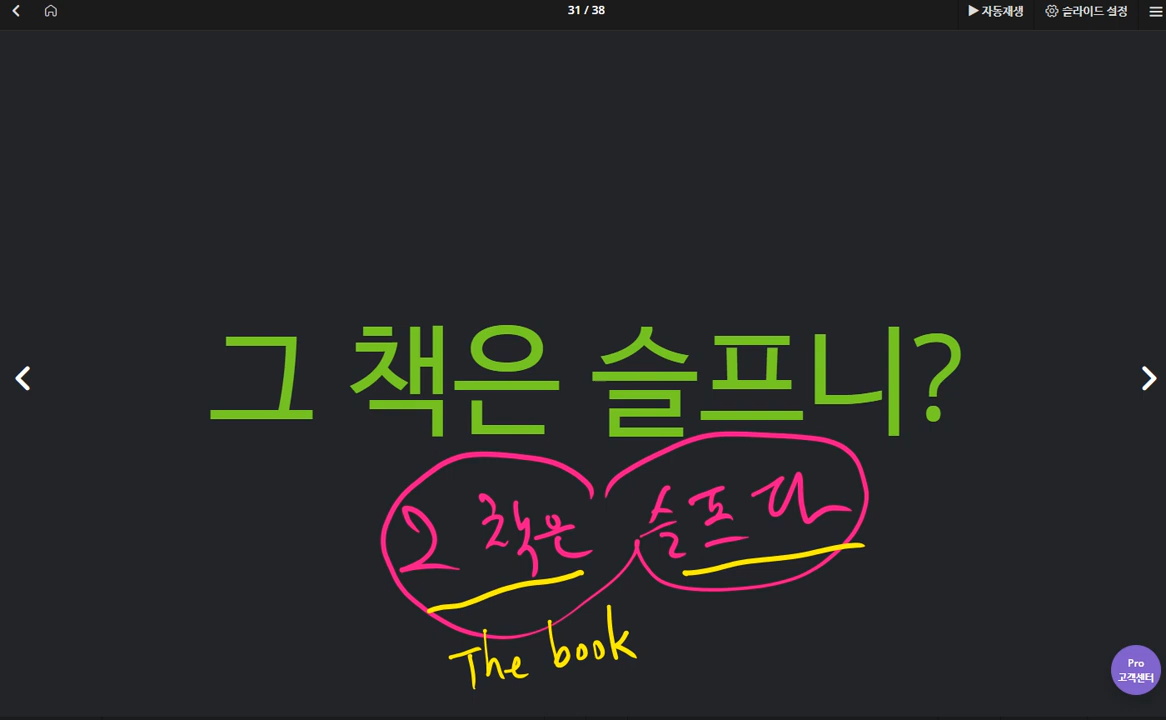 31 / 38
자동재생
슬라이드 설정
그 책은 슬프니?
그 책은 슬프다
The book
Pro
고객센터